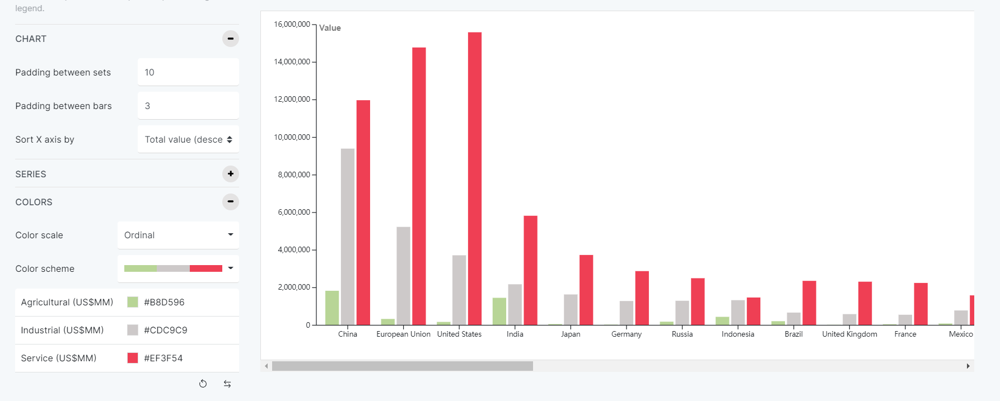 legend.
CHART
Padding between sets
10
Padding between bars
3
Sort X axis by
Total value (desce
SERIES
COLORS
Color scale
Ordinal
Color scheme
Agricultural (US$MM)
#B8D596
Industrial (US$MM)
#CDC9C9
Service (US$MM)
#EF3F54
Value
16,000,000
14,000,000
12,000,000
10,000,000
8,000,000
6,000,000
4,000,000
2,000,000
0
China European Union United States India Japan Germany Russia Indonesia Brazil United Kingdom France Mexico